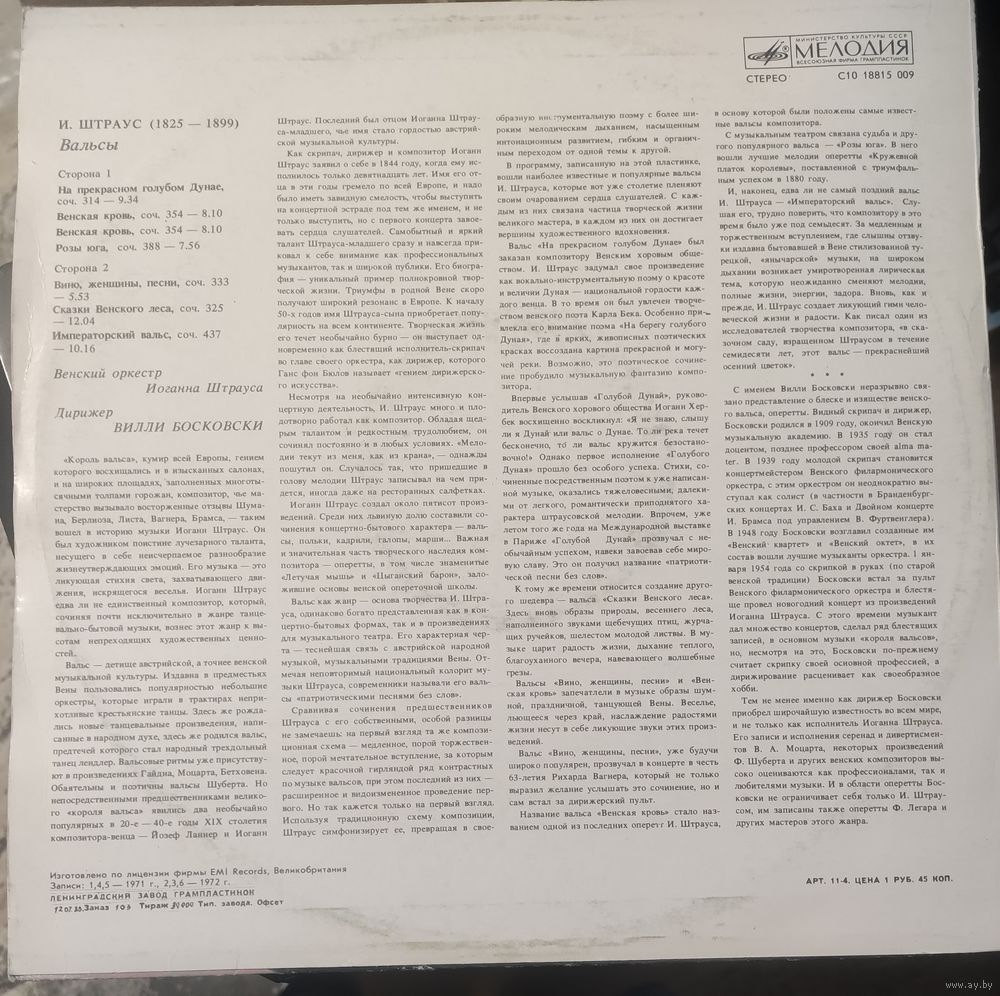 МИНИСТЕРСТВО КУЛЬТУРЫ СССР
МЕЛОДИЯ
ВСЕСОЮЗНАЯ ФИРМА ГРАМПЛАСТИНОК
СТЕРЕО
С10 18815 009
И. ШТРАУС (1825 — 1899)
Вальсы
Сторона 1
На прекрасном голубом Дунае,
соч. 314 — 9.34
Венская кровь, соч. 354 — 8.10
Венская кровь, соч. 354 — 8.10
Розы юга, соч. 388 — 7.56
Сторона 2
Вино, женщины, песни, соч. 333
— 5.53
Сказки Венского леса, соч. 325
— 12.04
Императорский вальс, соч. 437
— 10.16
Венский оркестр
Иоганна Штрауса
Дирижер
ВИЛЛИ БОСКОВСКИ
«Король вальса», кумир всей Европы, гением
которого восхищались и в изысканных салонах,
и на широких площадях, заполненных многоты-
сячными толпами горожан, композитор, чье ма-
стерство вызывало восторженные отзывы Шума-
на, Берлиоза, Листа, Вагнера, Брамса, — таким
вошел в историю музыки Иоганн Штраус. Он
был художником поистине лучезарного таланта,
несущего в себе неисчерпаемое разнообразие
жизнеутверждающих эмоций. Его музыка — это
ликующая стихия света, захватывающего дви-
жения, искрящегося веселья. Иоганн Штраус
едва ли не единственный композитор, который,
сочиняя почти исключительно в жанре танце-
вально-бытовой музыки, вознес этот жанр к вы-
сотам непреходящих художественных ценно-
стей.
Вальс — детище австрийской, а точнее венской
музыкальной культуры. Издавна в предместьях
Вены пользовались популярностью небольшие
оркестры, которые играли в трактирах непри-
хотливые крестьянские танцы. Здесь же рожда-
лись новые танцевальные произведения, напи-
санные в народном духе, здесь же родился вальс,
предтечей которого стал народный трехдольный
танец лендлер. Вальсовые ритмы уже присутству-
ют в произведениях Гайдна, Моцарта, Бетховена.
Обаятельны и поэтичны вальсы Шуберта. Но
непосредственными предшественниками велико-
го «короля вальса» явились два необычайно
популярных в 20-е — 40-е годы XIX столетия
композитора-венца — Йозеф Ланнер и Иоганн
Штраус. Последний был отцом Иоганна Штрау-
са-младшего, чье имя стало гордостью австрий-
ской музыкальной культуры.
Как скрипач, дирижер и композитор Иоганн
Штраус заявил о себе в 1844 году, когда ему ис-
полнилось только девятнадцать лет. Имя его от-
ца в эти годы гремело по всей Европе, и надо
было иметь завидную смелость, чтобы выступить
на концертной эстраде под тем же именем, и не
только выступить, но с первого концерта завое-
вать сердца слушателей. Самобытный и яркий
талант Штрауса-младшего сразу и навсегда при-
ковал к себе внимание как профессиональных
музыкантов, так и широкой публики. Его биогра-
фия — уникальный пример полнокровной твор-
ческой жизни. Триумфы в родной Вене скоро
получают широкий резонанс в Европе. К началу
50-х годов имя Штрауса-сына приобретает попу-
лярность на всем континенте. Творческая жизнь
его течет необычайно бурно — он выступает од-
новременно как блестящий исполнитель-скрипач
во главе своего оркестра, как дирижер, которого
Ганс фон Бюлов называет «гением дирижерско-
го искусства».
Несмотря на необычайно интенсивную кон-
цертную деятельность, И. Штраус много и пло-
дотворно работал как композитор. Обладая щед-
рым талантом и редкостным трудолюбием, он
сочинял постоянно и в любых условиях. «Мело-
дии текут из меня, как из крана», — однажды
пошутил он. Случалось так, что пришедшие в
голову мелодии Штраус записывал на чем при-
дется, иногда даже на ресторанных салфетках.
Иоганн Штраус создал около пятисот произ-
ведений. Среди них львиную долю составили со-
чинения концертно-бытового характера — валь-
сы, польки, кадрили, галопы, марши... Важная
и значительная часть творческого наследия ком-
позитора — оперетты, в том числе знаменитые
«Летучая мышь» и «Цыганский барон», зало-
жившие основы венской опереточной школы.
Вальс как жанр — основа творчества И. Штра-
уса, одинаково богато представленная как в кон-
цертно-бытовых формах, так и в произведениях
для музыкального театра. Его характерная чер-
та — теснейшая связь с австрийской народной
музыкой, музыкальными традициями Вены. От-
мечая неповторимый национальный колорит му-
зыки Штрауса, современники называли его валь-
сы «патриотическими песнями без слов».
Сравнивая сочинения предшественников
Штрауса с его собственными, особой разницы
не замечаешь: на первый взгляд та же компози-
ционная схема — медленное, порой торжествен-
ное, порой мечтательное вступление, за которым
следует красочной гирляндой ряд контрастных
по музыке вальсов, при этом последний из них —
расширенное и видоизмененное проведение пер-
вого. Но так кажется только на первый взгляд.
Используя традиционную схему композиции,
Штраус симфонизирует ее, превращая в свое-
образную инструментальную поэму с более ши-
роким мелодическим дыханием, насыщенным
интонационным развитием, гибким и органич-
ным переходом от одной темы к другой.
В программу, записанную на этой пластинке,
вошли наиболее известные и популярные вальсы
И. Штрауса, которые вот уже столетие пленяют
своим очарованием сердца слушателей. С каж-
дым из них связана частица творческой жизни
великого мастера, в каждом из них он достигает
вершины художественного вдохновения.
Вальс «На прекрасном голубом Дунае» был
заказан композитору Венским хоровым обще-
ством. И. Штраус задумал свое произведение
как вокально-инструментальную поэму о красоте
и величии Дуная — национальной гордости каж-
дого венца. В то время он был увлечен творче-
ством венского поэта Карла Бека. Особенно при-
влекла его внимание поэма «На берегу голубого
Дуная», где в ярких, живописных поэтических
красках воссоздана картина прекрасной и могу-
чей реки. Возможно, это поэтическое сочине-
ние пробудило музыкальную фантазию компо-
зитора.
Впервые услышав «Голубой Дунай», руково-
дитель Венского хорового общества Иоганн Хер-
бек восхищенно воскликнул: «Я не знаю, слышу
ли я Дунай или вальс о Дунае. То ли река течет
бесконечно, то ли вальс кружится безостано-
вочно!» Однако первое исполнение «Голубого
Дуная» прошло без особого успеха. Стихи, со-
чиненные посредственным поэтом к уже написан-
ной музыке, оказались тяжеловесными, далеки-
ми от легкого, романтически приподнятого ха-
рактера штраусовской мелодии. Впрочем, уже
летом того же года на Международной выставке
в Париже «Голубой Дунай» прозвучал с не-
обычайным успехом, навеки завоевав себе миро-
вую славу. Это он получил название «патриоти-
ческой песни без слов».
К тому же времени относится создание друго-
го шедевра — вальса «Сказки Венского леса».
Здесь вновь образы природы, весеннего леса,
наполненного звуками щебечущих птиц, журча-
щих ручейков, шелестом молодой листвы. В му-
зыке царит радость жизни, дыхание теплого,
благоуханного вечера, навевающего волшебные
грезы.
Вальсы «Вино, женщины, песни» и «Вен-
ская кровь» запечатлели в музыке образы шум-
ной, праздничной, танцующей Вены. Веселье,
льющееся через край, наслаждение радостями
жизни несут в себе ликующие звуки этих произ-
ведений.
Вальс «Вино, женщины, песни», уже будучи
широко популярен, прозвучал в концерте в честь
63-летия Рихарда Вагнера, который не только
выразил желание услышать это сочинение, но и
сам встал за дирижерский пульт.
Название вальса «Венская кровь» стало наз-
ванием одной из последних оперетт И. Штрауса,
в основу которой были положены самые извест-
ные вальсы композитора.
С музыкальным театром связана судьба и дру-
гого популярного вальса — «Розы юга». В него
вошли лучшие мелодии оперетты «Кружевной
платок королевы», поставленной с триумфаль-
ным успехом в 1880 году.
И, наконец, едва ли не самый поздний вальс
И. Штрауса — «Императорский вальс». Слу-
шая его, трудно поверить, что композитору в это
время было уже под семьдесят. За медленным и
торжественным вступлением, где слышны отзву-
ки издавна бытовавшей в Вене стилизованной ту-
рецкой, «янычарской» музыки, на широком
дыхании возникает умиротворенная лирическая
тема, которую неожиданно сменяют мелодии,
полные жизни, энергии, задора. Вновь, как и
прежде, И. Штраус создает ликующий гимн чело-
веческой жизни и радости. Как писал один из
исследователей творчества композитора, «в ска-
зочном саду, взращенном Штраусом в течение
семидесяти лет, этот вальс — прекраснейший
осенний цветок».
* * *
С именем Вилли Босковски неразрывно свя-
зано представление о блеске и изяществе венско-
го вальса, оперетты. Видный скрипач и дирижер,
Босковски родился в 1909 году, окончил Венскую
музыкальную академию. В 1935 году он стал
доцентом, позднее профессором своей alma ma-
ter. В 1939 году молодой скрипач становится
концертмейстером Венского филармонического
оркестра, с этим оркестром он неоднократно вы-
ступал как солист (в частности в Бранденбург-
ских концертах И. С. Баха и Двойном концерте
И. Брамса под управлением В. Фуртвенглера).
В 1948 году Босковски возглавил созданные им
«Венский квартет» и «Венский октет», в их
состав вошли лучшие музыканты оркестра. 1 ян-
варя 1954 года со скрипкой в руках (по старой
венской традиции) Босковски встал за пульт
Венского филармонического оркестра и блестя-
ще провел новогодний концерт из произведений
Иоганна Штрауса. С этого времени музыкант
дал множество концертов, сделал ряд блестящих
записей, в основном музыки «короля вальсов»,
но, несмотря на это, Босковски по-прежнему
считает скрипку своей основной профессией, а
дирижирование расценивает как своеобразное
хобби.
Тем не менее имя как дирижер Босковски
приобрел широчайшую известность во всем мире,
и не только как исполнитель Иоганна Штрауса.
Его записи и исполнения серенад и дивертисмен-
тов В. А. Моцарта, некоторых произведений
Ф. Шуберта и других венских композиторов вы-
соко оцениваются как профессионалами, так и
любителями музыки. И в области оперетты Бос-
ковски не ограничивает себя только И. Штрау-
сом, им записаны также оперетты Ф. Легара и
других мастеров этого жанра.
Изготовлено по лицензии фирмы EMI Records, Великобритания
Записи: 1,4,5 — 1971 г., 2,3,6 — 1972 г.
ЛЕНИНГРАДСКИЙ ЗАВОД ГРАМПЛАСТИНОК
Заказ 103 Тираж Тип. завода. Офсет
АРТ. 11-4. ЦЕНА 1 РУБ. 45 КОП.
www.ay.by